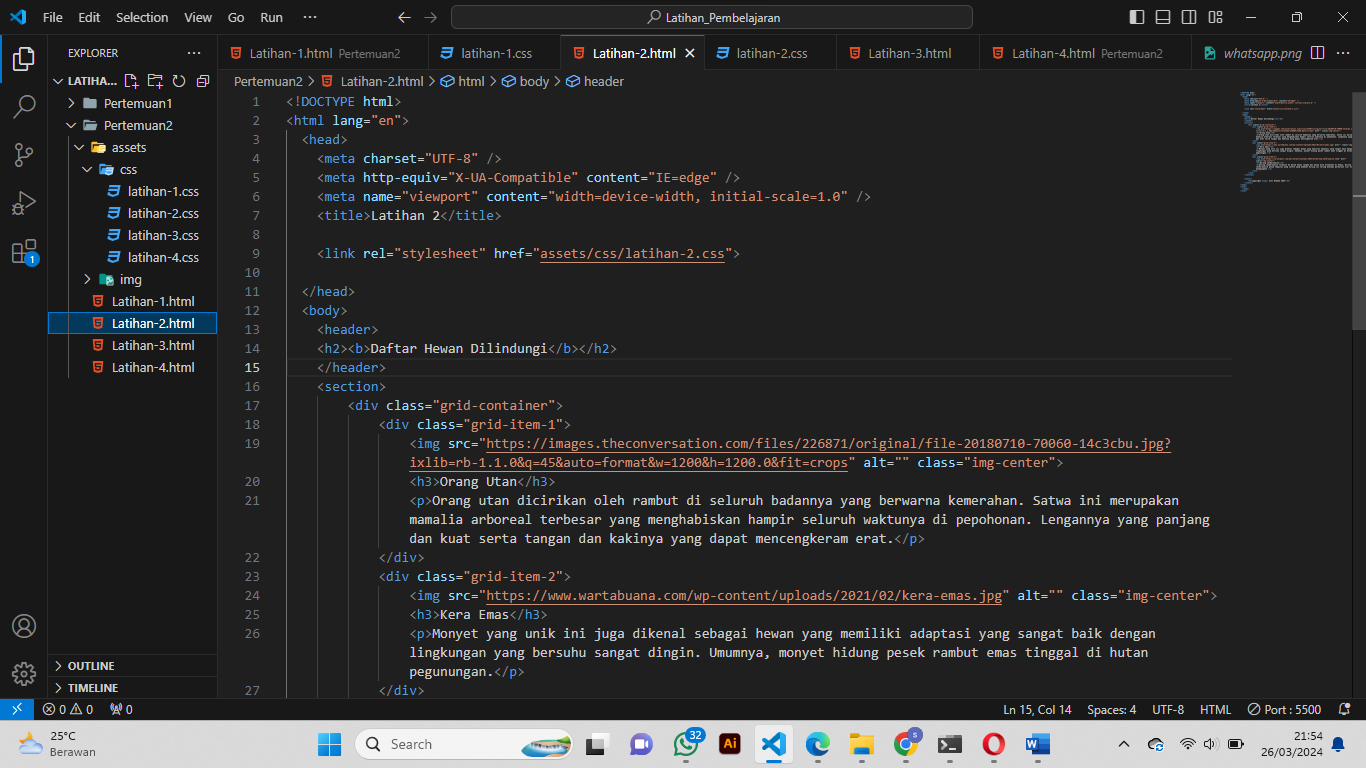 File Edit Selection View Go Run ··· Latihan_Pembelajaran
EXPLORER ···
Latihan-1.html Pertemuan2 latihan-1.css Latihan-2.html latihan-2.css Latihan-3.html Latihan-4.html Pertemuan2 whatsapp.png ···
LATIHA...
Pertemuan1
Pertemuan2
assets
css
latihan-1.css
latihan-2.css
latihan-3.css
latihan-4.css
img
Latihan-1.html
Latihan-2.html
Latihan-3.html
Latihan-4.html
OUTLINE
TIMELINE
1
Pertemuan2 > Latihan-2.html > html > body > header
1 <!DOCTYPE html>
2 <html lang="en">
3 <head>
4 <meta charset="UTF-8" />
5 <meta http-equiv="X-UA-Compatible" content="IE=edge" />
6 <meta name="viewport" content="width=device-width, initial-scale=1.0" />
7 <title>Latihan 2</title>
8
9 <link rel="stylesheet" href="assets/css/latihan-2.css">
10
11 </head>
12 <body>
13 <header>
14 <h2><b>Daftar Hewan Dilindungi</b></h2>
15 </header>
16 <section>
17 <div class="grid-container">
18 <div class="grid-item-1">
19 <img src="https://images.theconversation.com/files/226871/original/file-20180710-70060-14c3cbu.jpg?
ixlib=rb-1.1.0&q=45&auto=format&w=1200&h=1200.0&fit=crops" alt="" class="img-center">
20 <h3>Orang Utan</h3>
21 <p>Orang utan dicirikan oleh rambut di seluruh badannya yang berwarna kemerahan. Satwa ini merupakan
mamalia arboreal terbesar yang menghabiskan hampir seluruh waktunya di pepohonan. Lengannya yang panjang
dan kuat serta tangan dan kakinya yang dapat mencengkeram erat.</p>
22 </div>
23 <div class="grid-item-2">
24 <img src="https://www.wartabuana.com/wp-content/uploads/2021/02/kera-emas.jpg" alt="" class="img-center">
25 <h3>Kera Emas</h3>
26 <p>Monyet yang unik ini juga dikenal sebagai hewan yang memiliki adaptasi yang sangat baik dengan
lingkungan yang bersuhu sangat dingin. Umumnya, monyet hidung pesek rambut emas tinggal di hutan
pegunungan.</p>
27 </div>
0 0 0 Ln 15, Col 14 Spaces: 4 UTF-8 HTML Port : 5500
25°C
Berawan
Search
32
Ai
S
W
21:54
26/03/2024